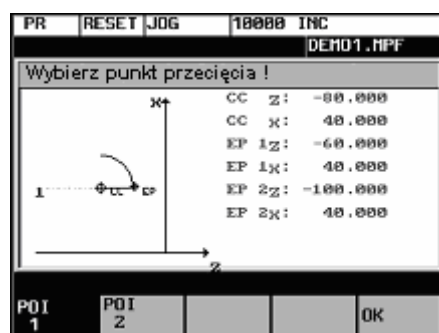 PR RESET JOG 10000 INC
DEMO1.MPF
Wybierz punkt przecięcia !
X
CC Z: -80.000
CC X: 40.000
EP 1Z: -60.000
EP 1X: 40.000
EP 2Z: -100.000
EP 2X: 40.000
1 CC EP
Z
POI 1
POI 2
OK